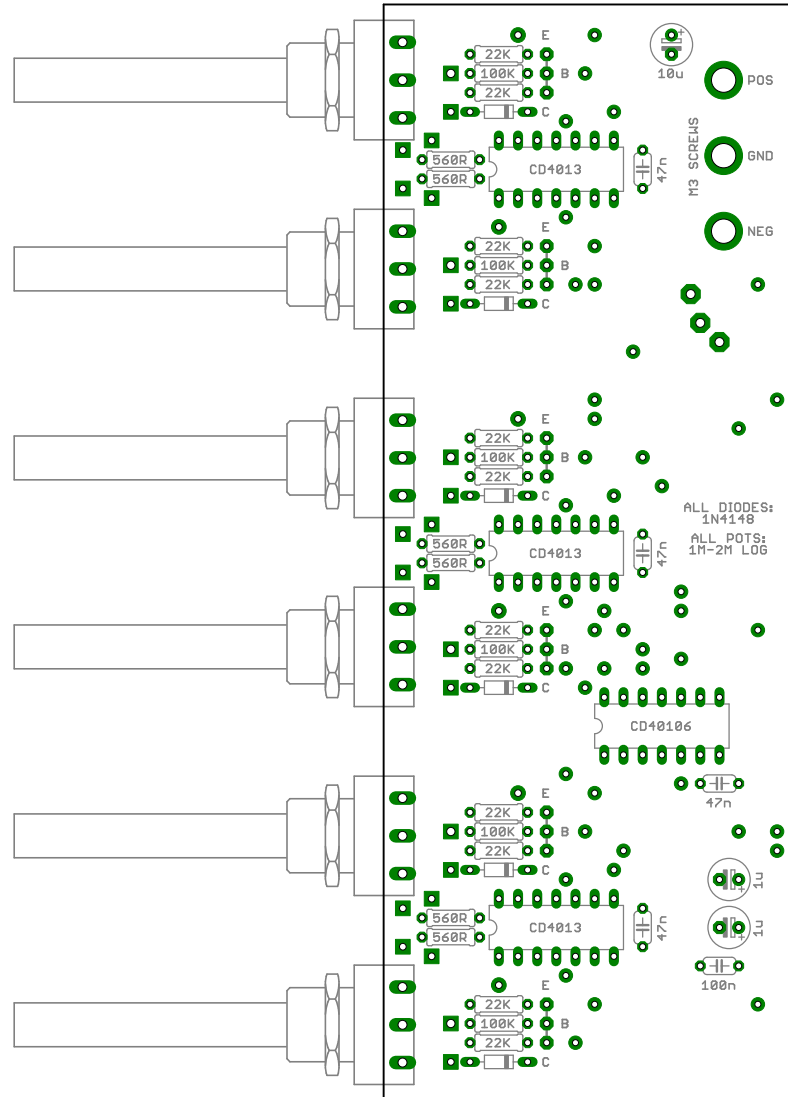 E
22K
10u
+
100K
B
POS
22K
C
M3 SCREWS
560R
CD4013
47n
GND
560R
E
NEG
22K
100K
B
22K
C
E
22K
100K
B
22K
C
ALL DIODES:
1N4148
ALL POTS:
1M-2M LOG
560R
CD4013
47n
560R
E
22K
100K
B
22K
C
CD40106
47n
E
22K
100K
B
22K
C
1u
+
560R
CD4013
47n
1u
+
560R
100n
E
22K
100K
B
22K
C